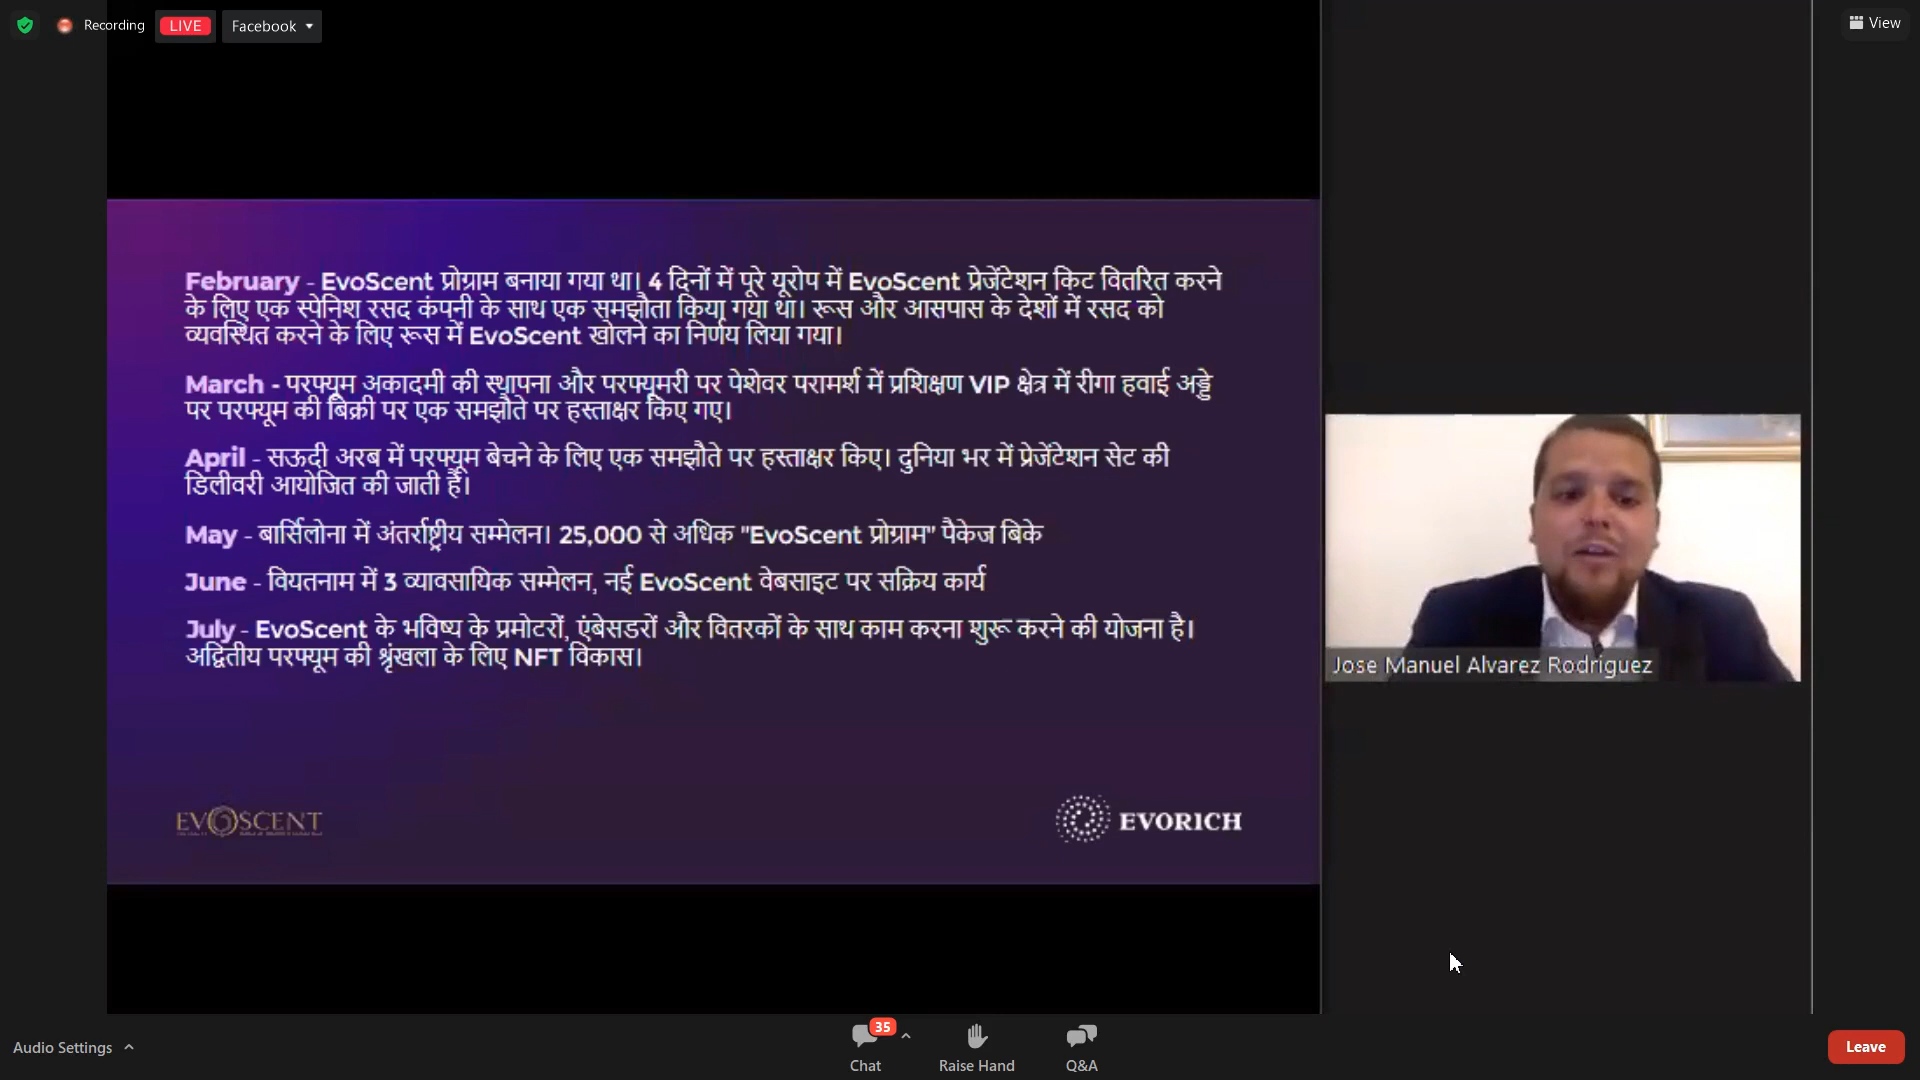 Recording
LIVE
Facebook
View
February - EvoScent प्रोग्राम बनाया गया था। 4 दिनों में पूरे यूरोप में EvoScent प्रेजेंटेशन किट वितरित करने
के लिए एक स्पेनिश रसद कंपनी के साथ एक समझौता किया गया था। रूस और आसपास के देशों में रसद को
व्यवस्थित करने के लिए रूस में EvoScent खोलने का निर्णय लिया गया।
March - परफ्यूम अकादमी की स्थापना और परफ्यूमरी पर पेशेवर परामर्श में प्रशिक्षण VIP क्षेत्र में रीगा हवाई अड्डे
पर परफ्यूम की बिक्री पर एक समझौते पर हस्ताक्षर किए गए।
April - सऊदी अरब में परफ्यूम बेचने के लिए एक समझौते पर हस्ताक्षर किए। दुनिया भर में प्रेजेंटेशन सेट की
डिलीवरी आयोजित की जाती हैं।
May - बार्सिलोना में अंतर्राष्ट्रीय सम्मेलन। 25,000 से अधिक "EvoScent प्रोग्राम" पैकेज बिके
June - वियतनाम में 3 व्यावसायिक सम्मेलन, नई EvoScent वेबसाइट पर सक्रिय कार्य
July - EvoScent के भविष्य के प्रमोटरों, एंबेसडरों और वितरकों के साथ काम करना शुरू करने की योजना है।
अद्वितीय परफ्यूम की श्रृंखला के लिए NFT विकास।
EVOSCENT
EVORICH
Jose Manuel Alvarez Rodriguez
Audio Settings
35
Chat
Raise Hand
Q&A
Leave